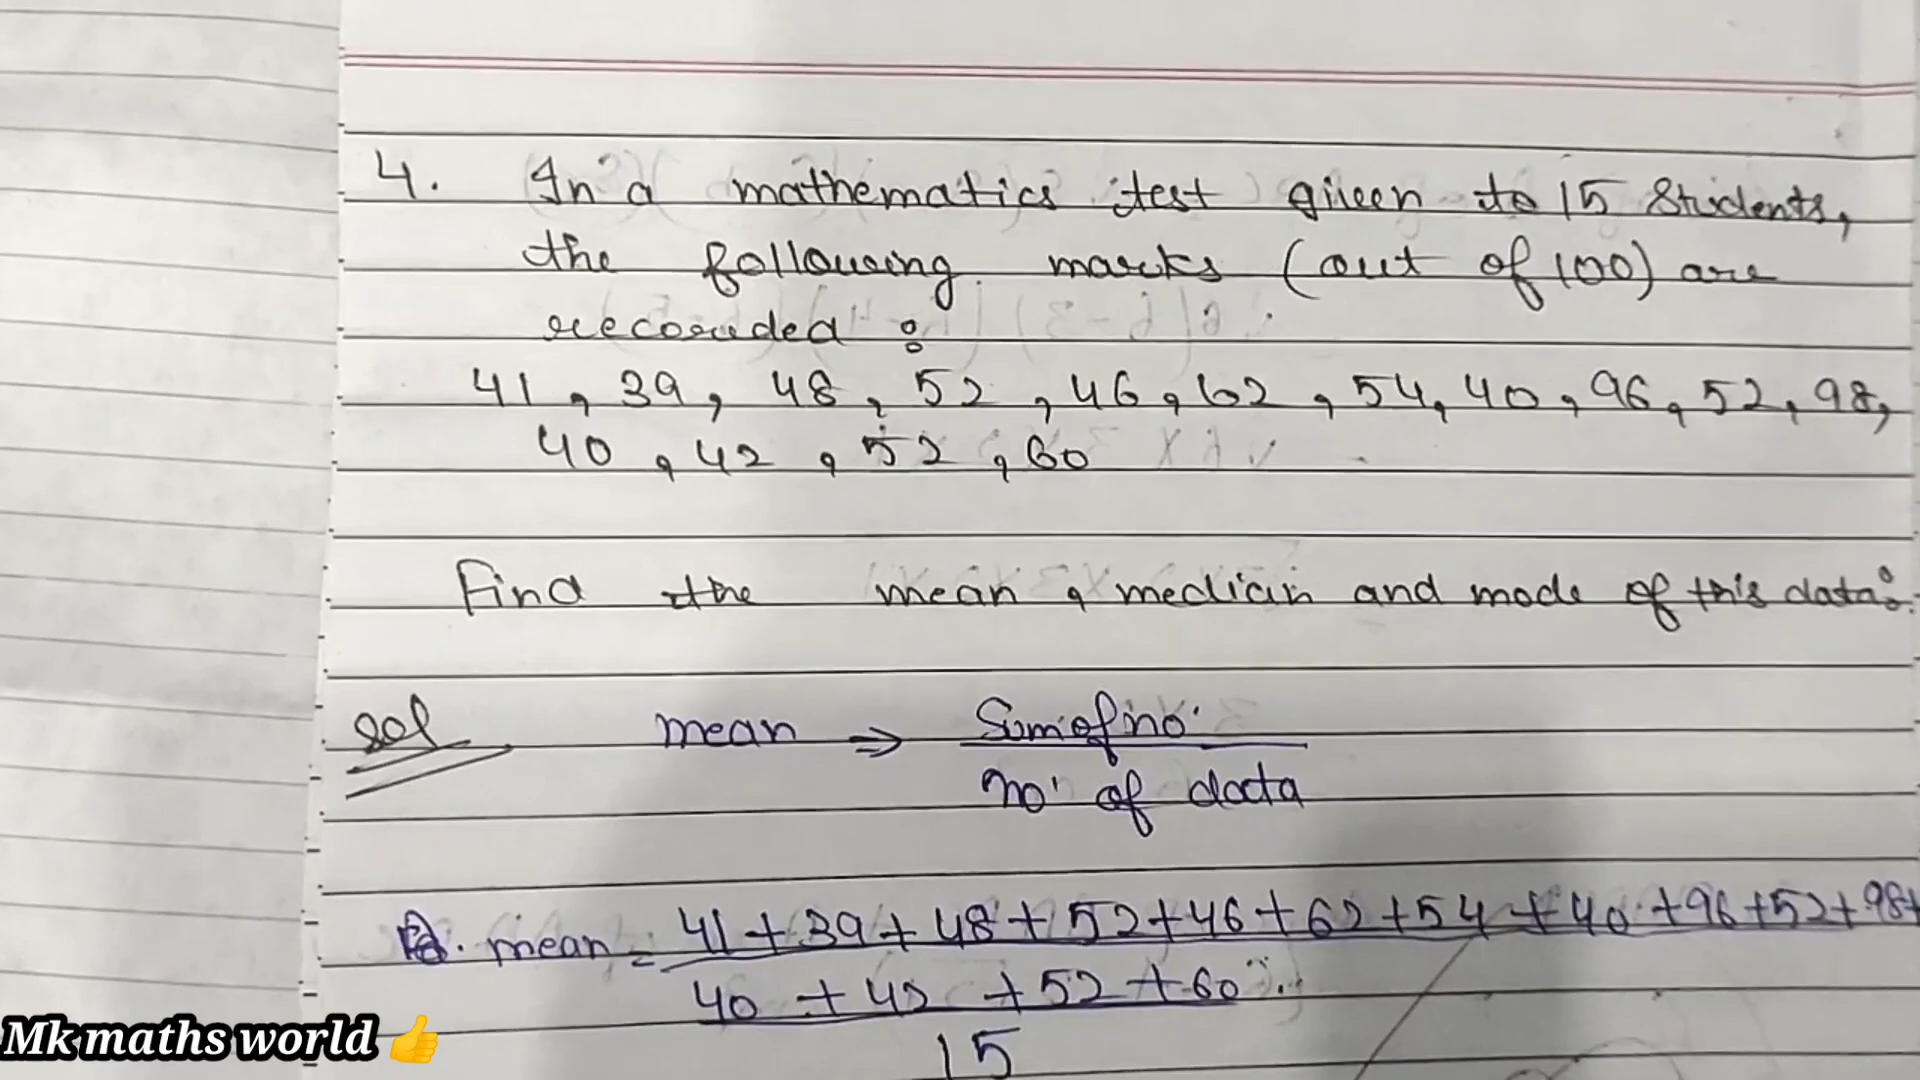 4. In a mathematics test given to 15 Students,
the following marks (out of 100) are
recorded :
41, 39, 48, 52, 46, 62, 54, 40, 96, 52, 98,
40, 42, 52, 60
Find the mean, median and mode of this data.
Sol mean ⇒ Sum of no.
no. of data
mean = 41+39+48+52+46+62+54+40+96+52+98+
40+42+52+60
15
Mk maths world 👍